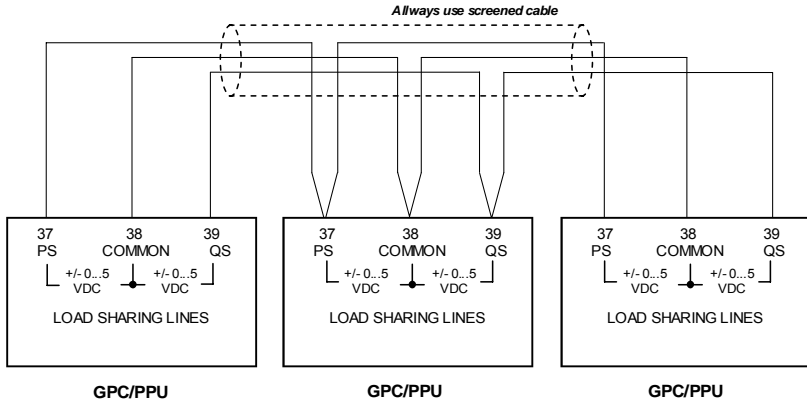 Allways use screened cable
37 38 39
PS COMMON QS
+/- 0...5 VDC +/- 0...5 VDC
LOAD SHARING LINES
GPC/PPU
37 38 39
PS COMMON QS
+/- 0...5 VDC +/- 0...5 VDC
LOAD SHARING LINES
GPC/PPU
37 38 39
PS COMMON QS
+/- 0...5 VDC +/- 0...5 VDC
LOAD SHARING LINES
GPC/PPU